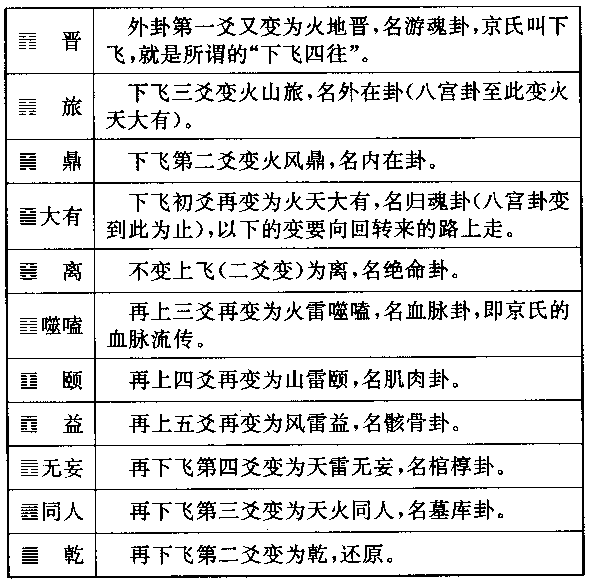 ䷢ 晋 外卦第一爻又变为火地晋,名游魂卦,京氏叫下
飞,就是所谓的“下飞四往”。
䷷ 旅 下飞三爻变火山旅,名外在卦(八宫卦至此变火
天大有)。
䷱ 鼎 下飞第二爻变火风鼎,名内在卦。
䷍大有 下飞初爻再变为火天大有,名归魂卦(八宫卦变
到此为止),以下的变要向回转来的路上走。
䷝ 离 不变上飞(二爻变)为离,名绝命卦。
䷔噬嗑 再上三爻再变为火雷噬嗑,名血脉卦,即京氏的
血脉流传。
䷚ 颐 再上四爻再变为山雷颐,名肌肉卦。
䷩ 益 再上五爻再变为风雷益,名骸骨卦。
䷘无妄 再下飞第四爻变为天雷无妄,名棺椁卦。
䷌同人 再下飞第三爻变为天火同人,名墓库卦。
䷀ 乾 再下飞第二爻变为乾,还原。